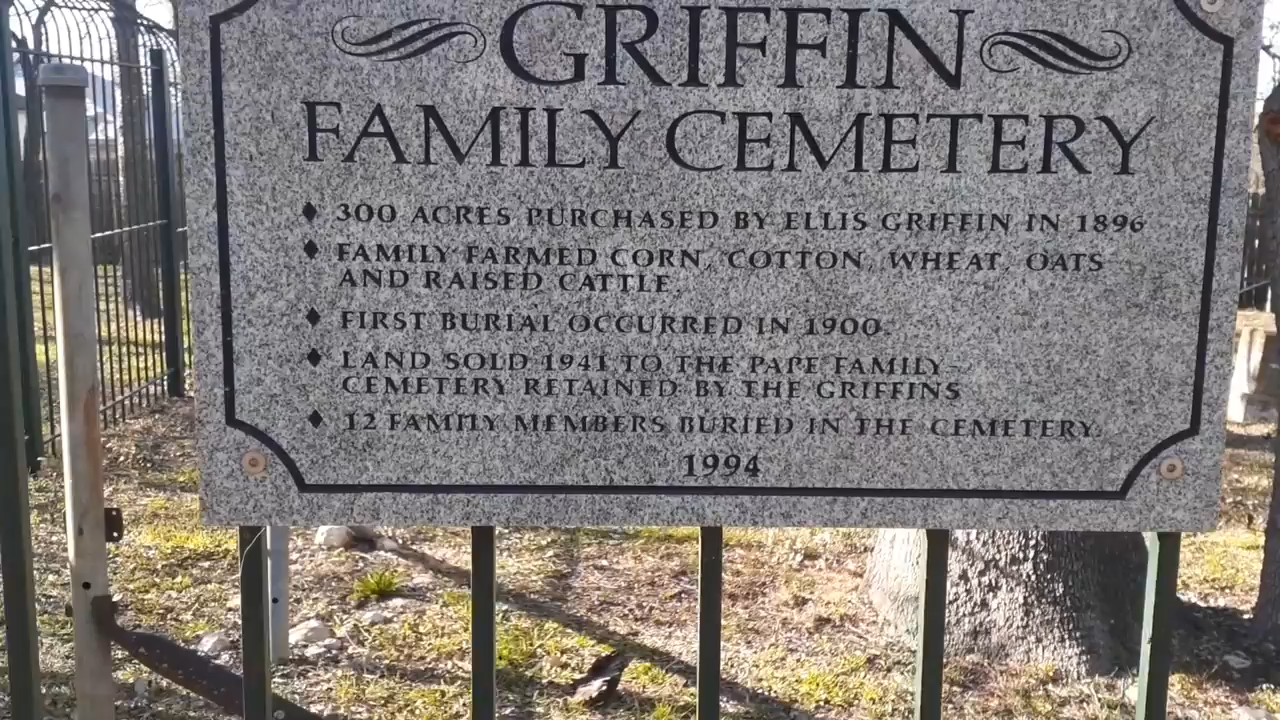 GRIFFIN
FAMILY CEMETERY
♦ 300 ACRES PURCHASED BY ELLIS GRIFFIN IN 1896
♦ FAMILY FARMED CORN, COTTON, WHEAT, OATS
AND RAISED CATTLE.
♦ FIRST BURIAL OCCURRED IN 1900.
♦ LAND SOLD 1941 TO THE PAPE FAMILY–
CEMETERY RETAINED BY THE GRIFFINS
♦ 12 FAMILY MEMBERS BURIED IN THE CEMETERY.
1994